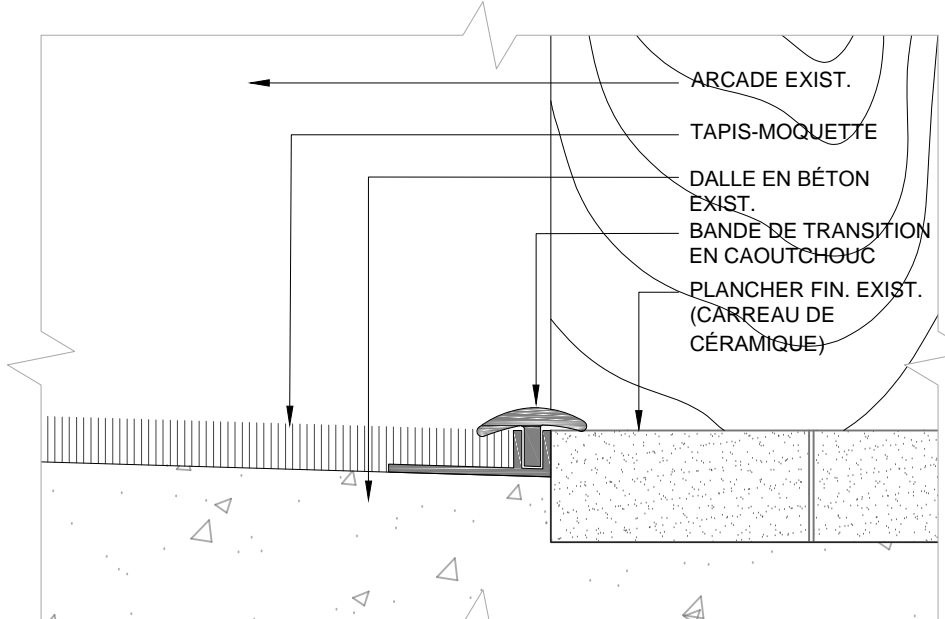 ARCADE EXIST.
TAPIS-MOQUETTE
DALLE EN BÉTON
EXIST.
BANDE DE TRANSITION
EN CAOUTCHOUC
PLANCHER FIN. EXIST.
(CARREAU DE
CÉRAMIQUE)